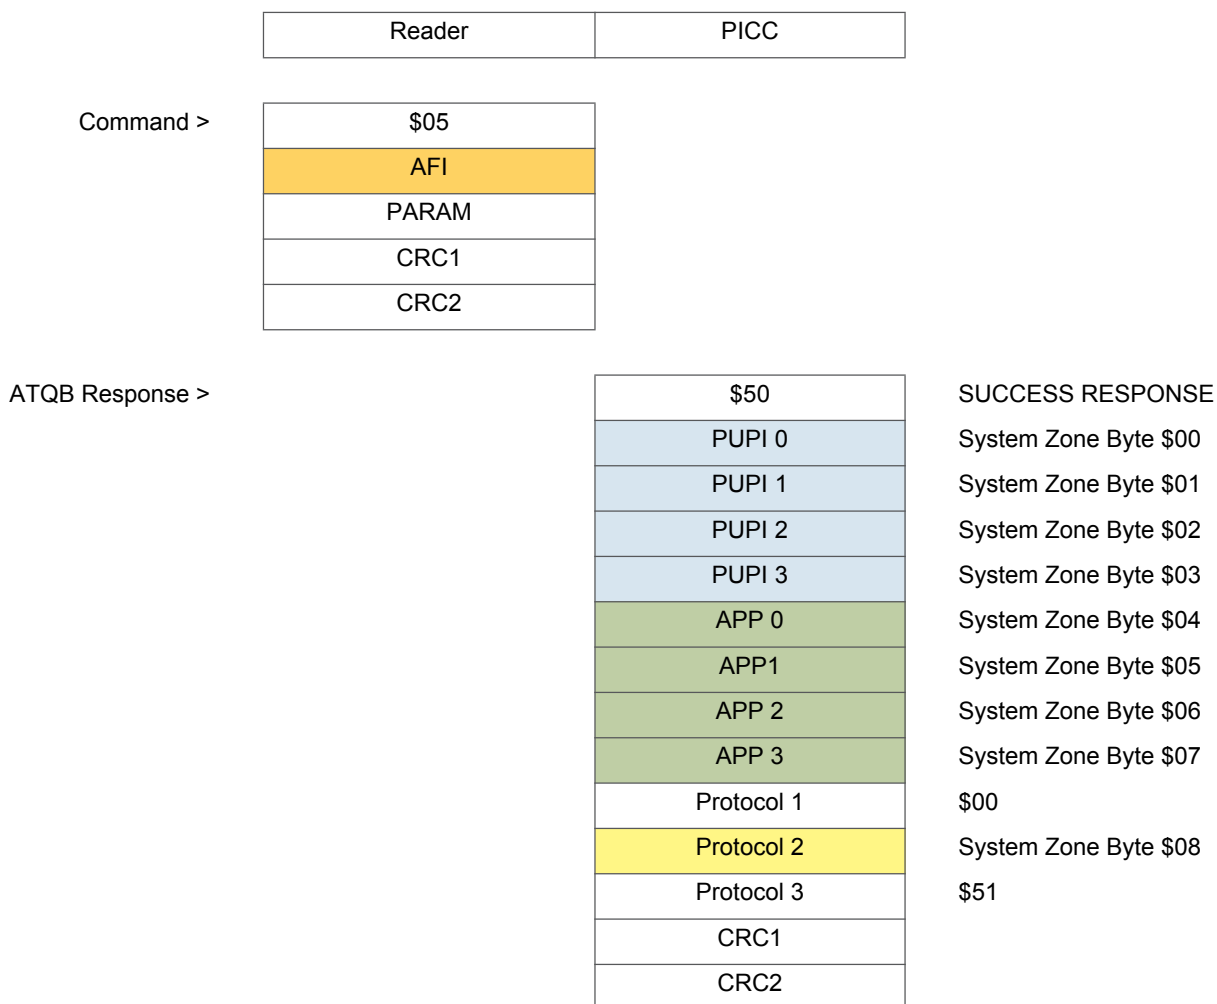 Reader PICC
Command > $05
AFI
PARAM
CRC1
CRC2
ATQB Response > $50 SUCCESS RESPONSE
PUPI 0 System Zone Byte $00
PUPI 1 System Zone Byte $01
PUPI 2 System Zone Byte $02
PUPI 3 System Zone Byte $03
APP 0 System Zone Byte $04
APP1 System Zone Byte $05
APP 2 System Zone Byte $06
APP 3 System Zone Byte $07
Protocol 1 $00
Protocol 2 System Zone Byte $08
Protocol 3 $51
CRC1
CRC2